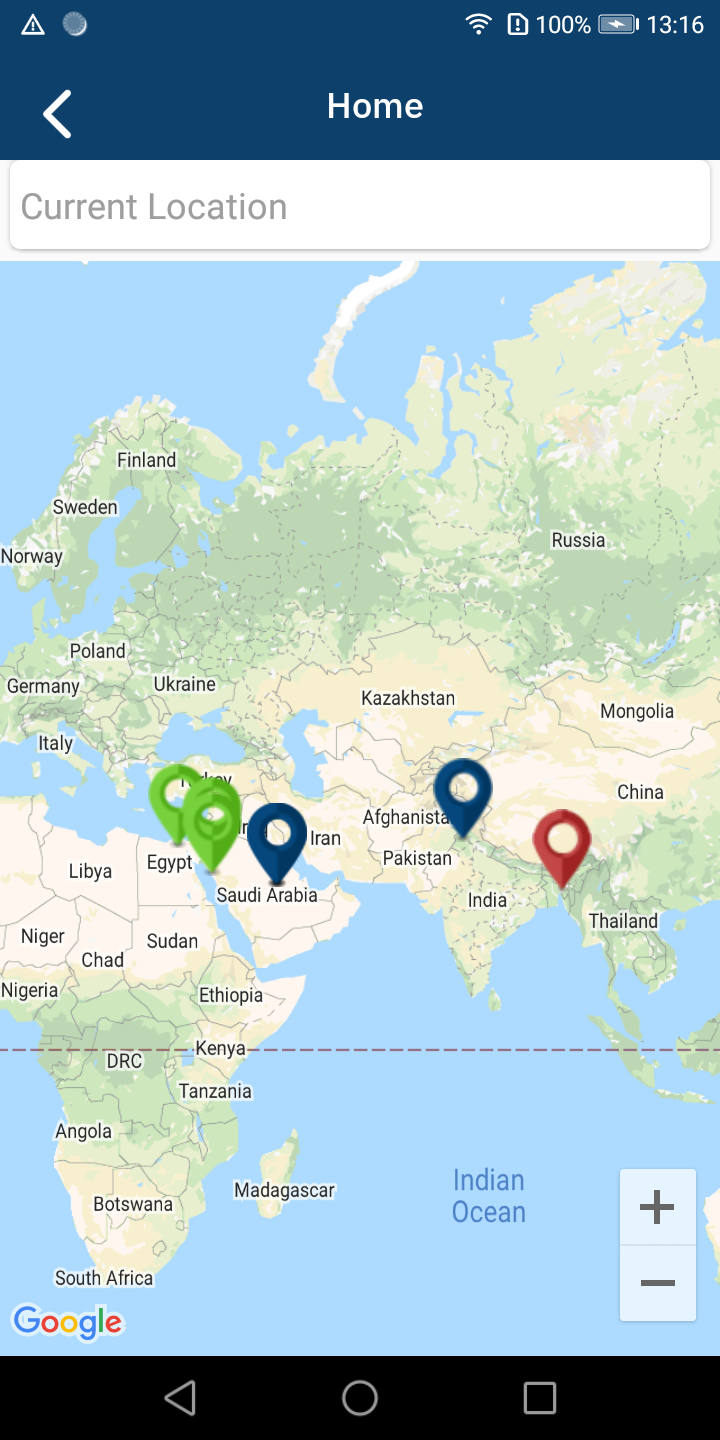 100% 13:16
Home
Current Location
Finland
Sweden
Norway
Russia
Poland
Germany
Ukraine
Kazakhstan
Mongolia
Italy
Turkey
China
Afghanista
Iran
Egypt
Pakistan
Libya
Saudi Arabia
India
Thailand
Niger
Sudan
Chad
Nigeria
Ethiopia
Kenya
DRC
Tanzania
Angola
Madagascar
Indian
Ocean
Botswana
South Africa
Google